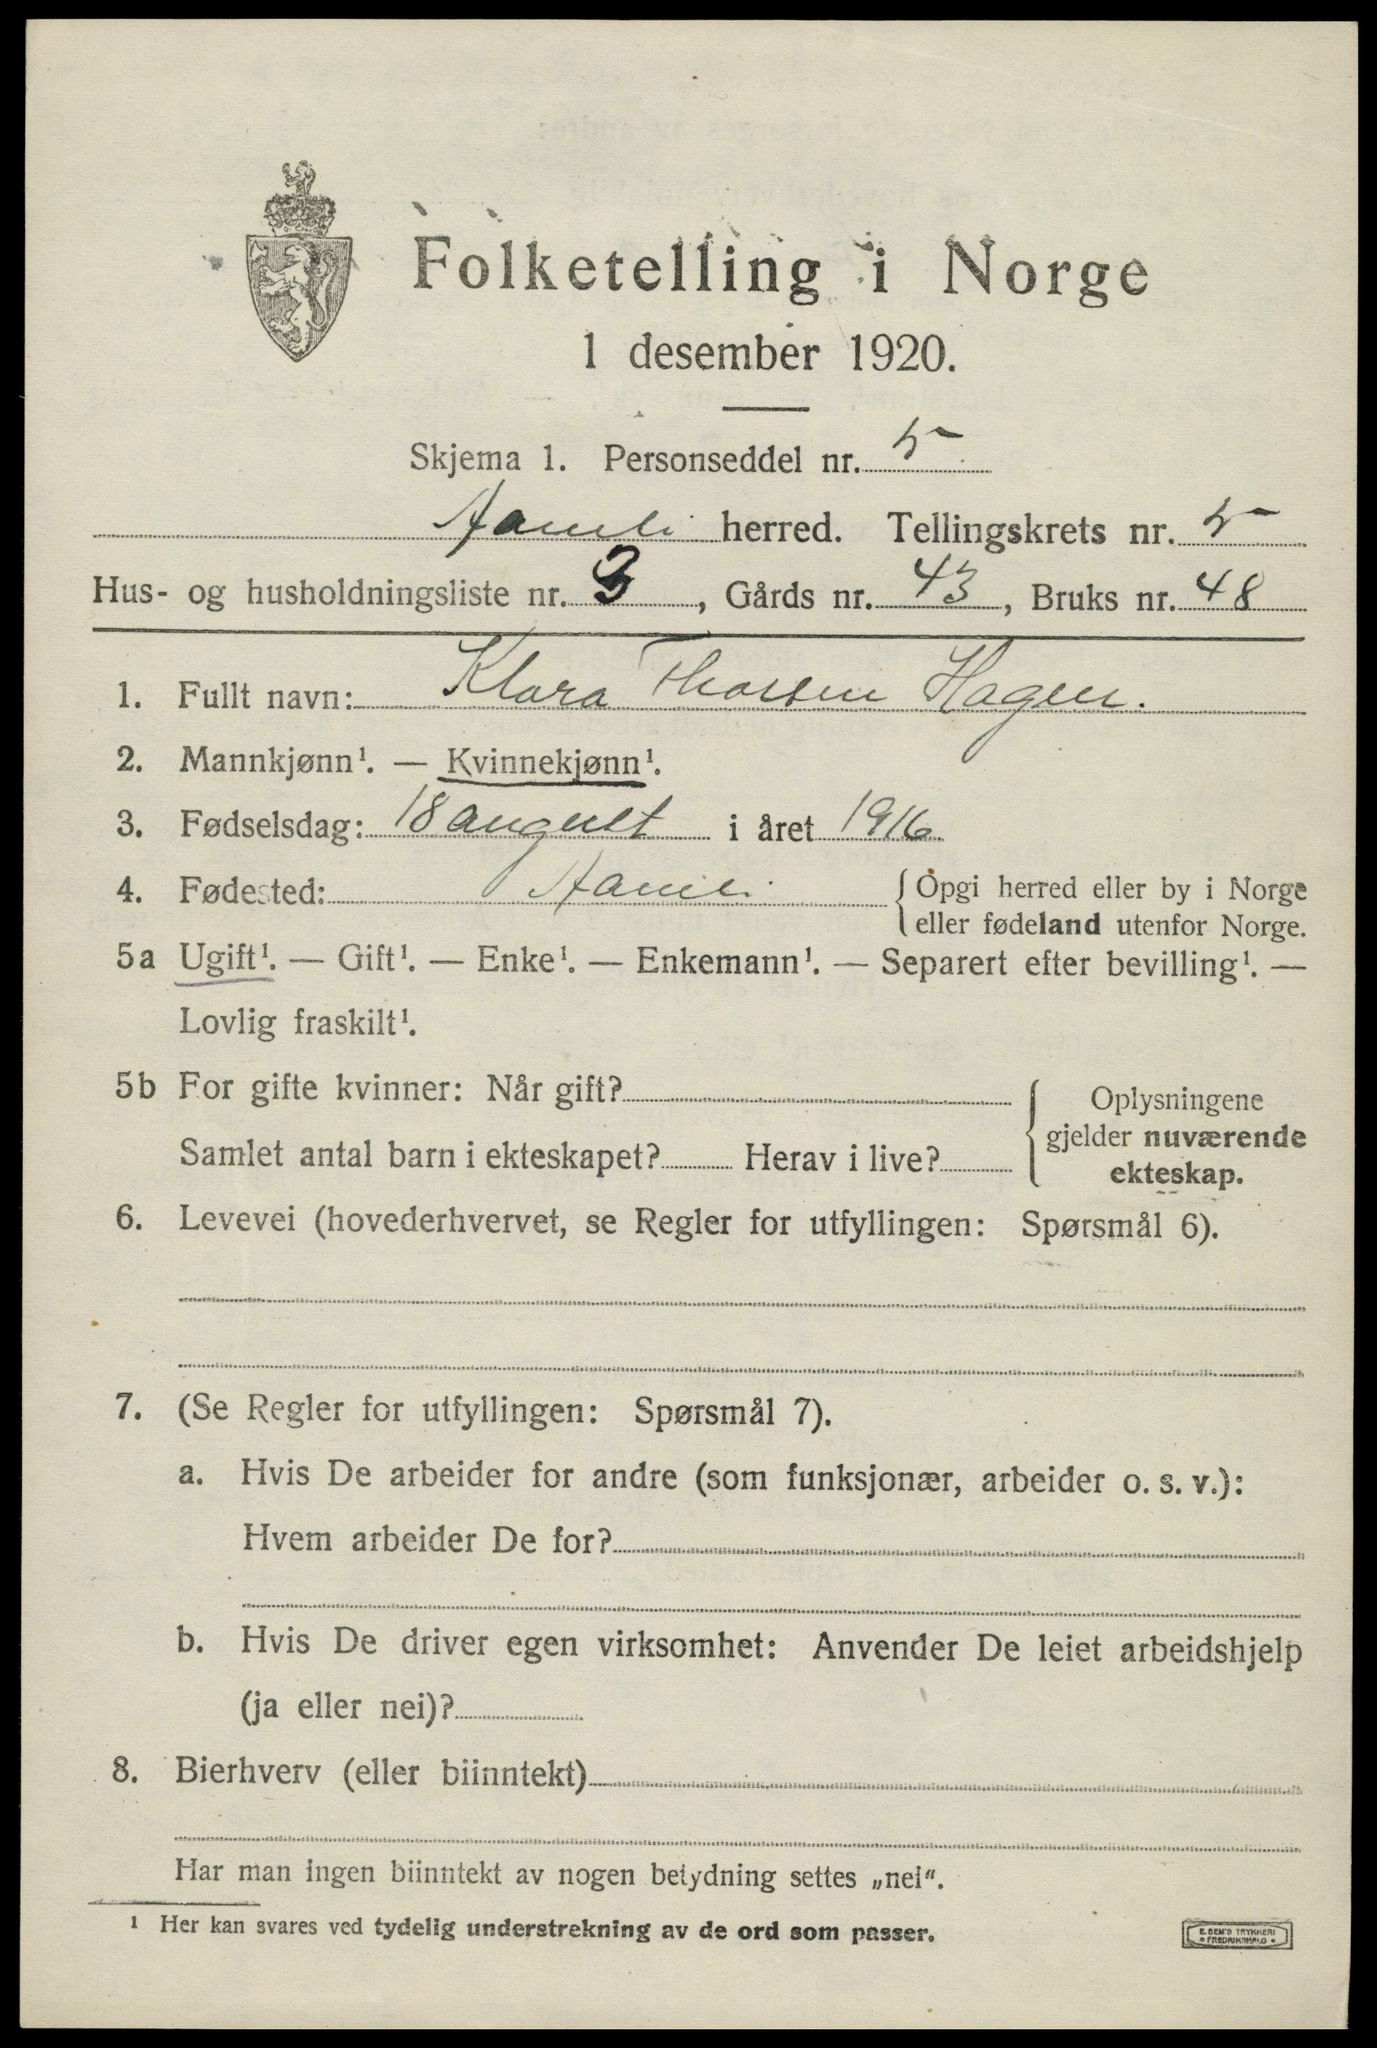 Folketelling i Norge
1 desember 1920.
Skjema 1. Personseddel nr. 5
Aamli herred. Tellingskrets nr. 5
Hus- og husholdningsliste nr. 3, Gårds nr. 43, Bruks nr. 48
1. Fullt navn: Klara Thorsen Hagen.
2. Mannkjønn¹. — Kvinnekjønn¹.
3. Fødselsdag: 18 august i året 1916
4. Fødested: Aamli {Opgi herred eller by i Norge
eller fødeland utenfor Norge.
5a Ugift¹. — Gift¹. — Enke¹. — Enkemann¹. — Separert efter bevilling¹. —
Lovlig fraskilt¹.
5b For gifte kvinner: Når gift? { Oplysningene
gjelder nuværende
Samlet antal barn i ekteskapet? Herav i live?
ekteskap.
6. Levevei (hovederhvervet, se Regler for utfyllingen: Spørsmål 6).
7. (Se Regler for utfyllingen: Spørsmål 7).
a. Hvis De arbeider for andre (som funksjonær, arbeider o. s. v.):
Hvem arbeider De for?
b. Hvis De driver egen virksomhet: Anvender De leiet arbeidshjelp
(ja eller nei)?
8. Bierhverv (eller biinntekt)
Har man ingen biinntekt av nogen betydning settes „nei“.
¹ Her kan svares ved tydelig understrekning av de ord som passer.
E. SEM'S TRYKKERI
• FREDRIKSHALD •